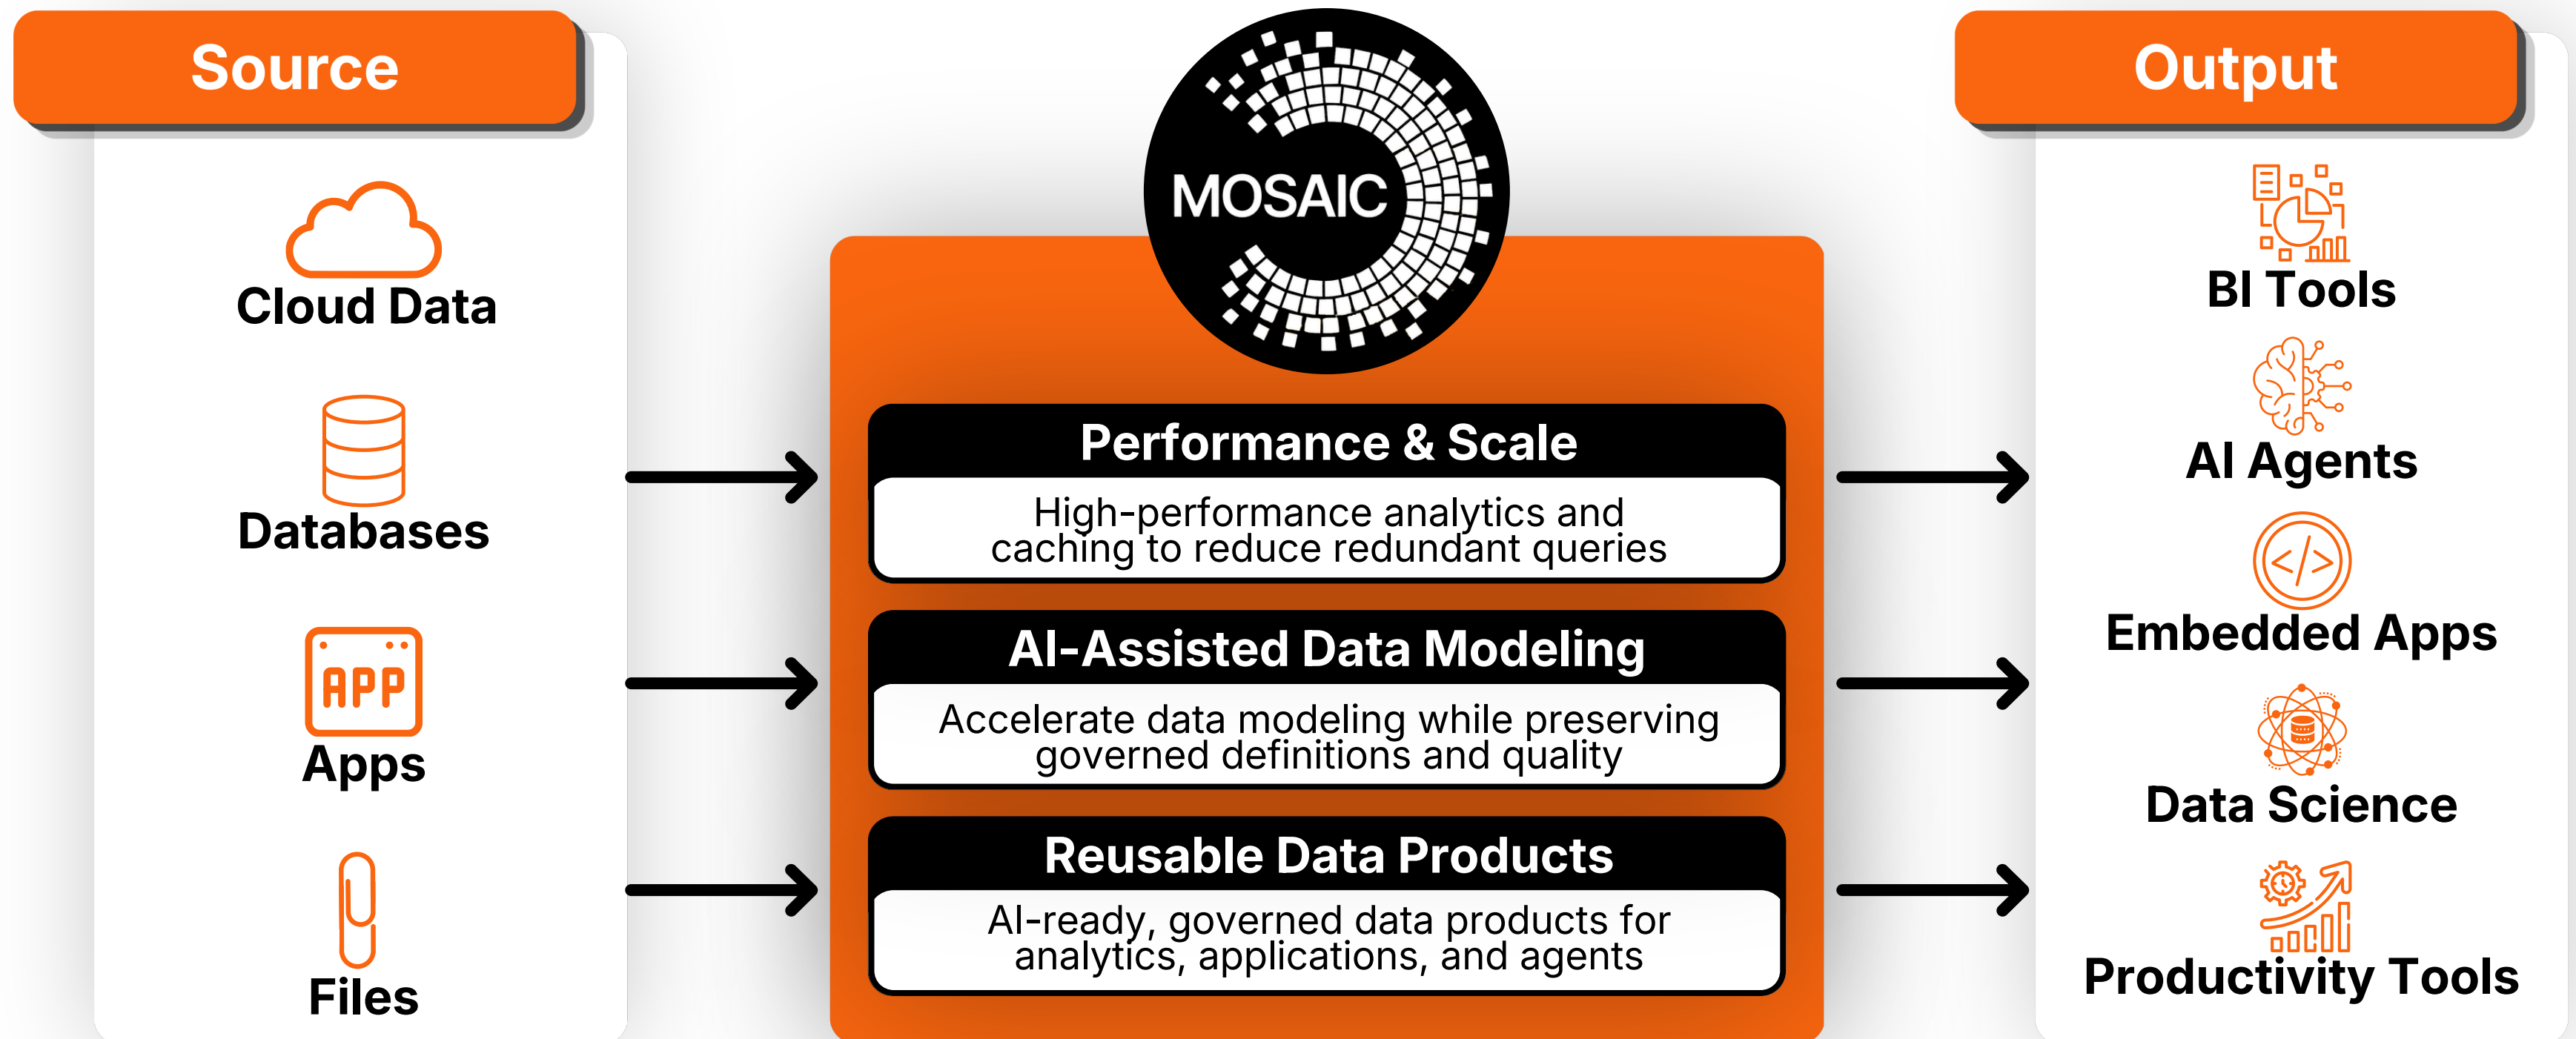 Source
Cloud Data
Databases
APP
Apps
Files
MOSAIC
Performance & Scale
High-performance analytics and
caching to reduce redundant queries
AI-Assisted Data Modeling
Accelerate data modeling while preserving
governed definitions and quality
Reusable Data Products
AI-ready, governed data products for
analytics, applications, and agents
Output
BI Tools
AI Agents
</>
Embedded Apps
Data Science
Productivity Tools